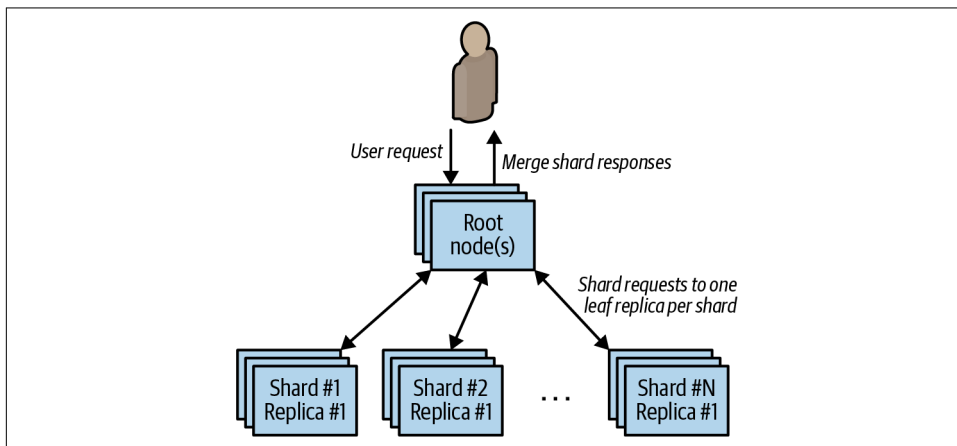 User request
Merge shard responses
Root
node(s)
Shard requests to one
leaf replica per shard
Shard #1
Replica #1
Shard #2
Replica #1
...
Shard #N
Replica #1